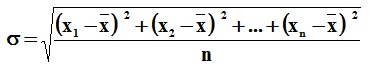 σ = √(((x₁ − x̅)² + (x₂ − x̅)² + ... + (xₙ − x̅)²) / n)